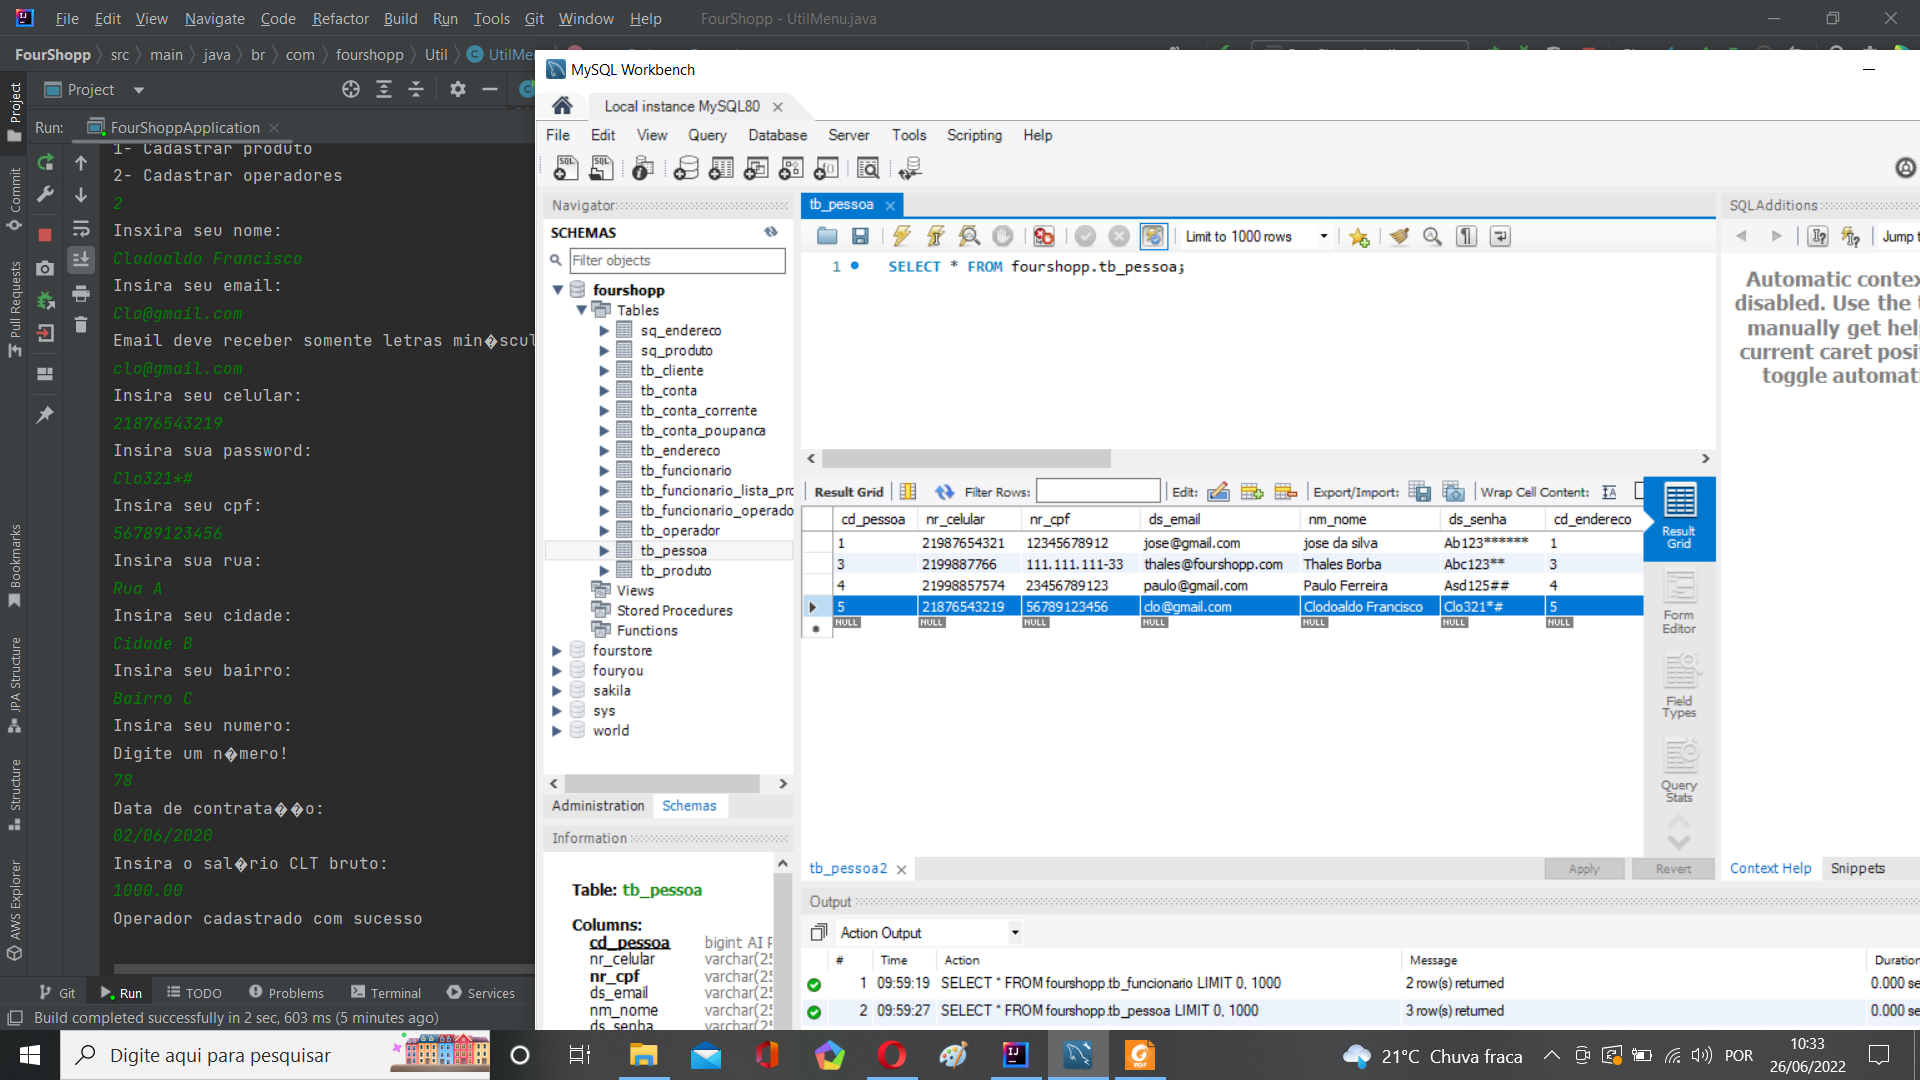 File Edit View Navigate Code Refactor Build Run Tools Git Window Help FourShopp - UtilMenu.java
FourShopp src main java br com fourshopp Util UtilMe
Project
Run: FourShoppApplication
1- Cadastrar produto
2- Cadastrar operadores
2
Insxira seu nome:
Clodoaldo Francisco
Insira seu email:
Clo@gmail.com
Email deve receber somente letras min�scul
clo@gmail.com
Insira seu celular:
21876543219
Insira sua password:
Clo321*#
Insira seu cpf:
56789123456
Insira sua rua:
Rua A
Insira seu cidade:
Cidade B
Insira seu bairro:
Bairro C
Insira seu numero:
Digite um n�mero!
78
Data de contrata��o:
02/06/2020
Insira o sal�rio CLT bruto:
1000.00
Operador cadastrado com sucesso
Project
Commit
Pull Requests
Bookmarks
JPA Structure
Structure
AWS Explorer
Git Run TODO Problems Terminal Services
Build completed successfully in 2 sec, 603 ms (5 minutes ago)
MySQL Workbench
Local instance MySQL80
File Edit View Query Database Server Tools Scripting Help
Navigator
SCHEMAS
Filter objects
fourshopp
Tables
sq_endereco
sq_produto
tb_cliente
tb_conta
tb_conta_corrente
tb_conta_poupanca
tb_endereco
tb_funcionario
tb_funcionario_lista_pro
tb_funcionario_operado
tb_operador
tb_pessoa
tb_produto
Views
Stored Procedures
Functions
fourstore
fouryou
sakila
sys
world
Administration Schemas
Information
Table: tb_pessoa
Columns:
cd_pessoa bigint AI P
nr_celular varchar(25
nr_cpf varchar(25
ds_email varchar(25
nm_nome varchar(25
ds_senha varchar(25
tb_pessoa
Limit to 1000 rows
1 SELECT * FROM fourshopp.tb_pessoa;
Result Grid Filter Rows: Edit: Export/Import: Wrap Cell Content:
cd_pessoa nr_celular nr_cpf ds_email nm_nome ds_senha cd_endereco
1 21987654321 12345678912 jose@gmail.com jose da silva Ab123****** 1
3 2199887766 111.111.111-33 thales@fourshopp.com Thales Borba Abc123** 3
4 21998857574 23456789123 paulo@gmail.com Paulo Ferreira Asd125## 4
5 21876543219 56789123456 clo@gmail.com Clodoaldo Francisco Clo321*# 5
NULL NULL NULL NULL NULL NULL NULL
Result Grid
Form Editor
Field Types
Query Stats
tb_pessoa2 Apply Revert
SQLAdditions
Jump t
Automatic contex
disabled. Use the t
manually get hel
current caret posit
toggle automati
Context Help Snippets
Output
Action Output
# Time Action Message Duration
1 09:59:19 SELECT * FROM fourshopp.tb_funcionario LIMIT 0, 1000 2 row(s) returned 0.000 se
2 09:59:27 SELECT * FROM fourshopp.tb_pessoa LIMIT 0, 1000 3 row(s) returned 0.000 se
Digite aqui para pesquisar
21°C Chuva fraca POR 10:33
26/06/2022